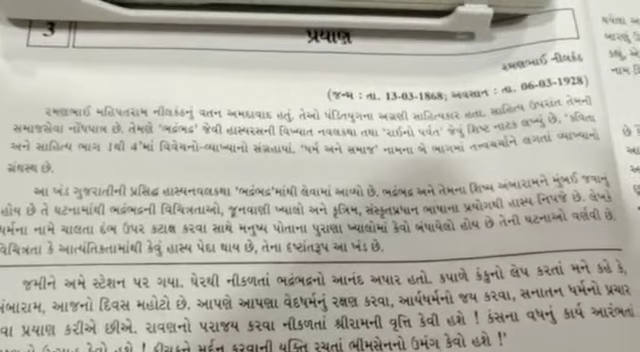 3
પ્રયાણ
રમણભાઈ નીલકંઠ
(જન્મ : તા. 13-03-1868; અવસાન : તા. 06-03-1928)
રમણભાઈ મહિપતરામ નીલકંઠનું વતન અમદાવાદ હતું. તેઓ પંડિતયુગના અગ્રણી સાહિત્યકાર હતા. સાહિત્ય ઉપરાંત તેમની
સમાજસેવા નોંધપાત્ર છે. તેમણે 'ભદ્રંભદ્ર' જેવી હાસ્યરસની વિખ્યાત નવલકથા તથા 'રાઈનો પર્વત' જેવું શિષ્ટ નાટક લખ્યું છે. 'કવિતા
અને સાહિત્ય ભાગ 1થી 4'માં વિવેચનો-વ્યાખ્યાનો સંગ્રહાયાં. 'ધર્મ અને સમાજ' નામના બે ભાગમાં તત્ત્વચર્ચાને લગતાં વ્યાખ્યાનો
ગ્રંથસ્થ છે.
આ ખંડ ગુજરાતીની પ્રસિદ્ધ હાસ્યનવલકથા 'ભદ્રંભદ્ર'માંથી લેવામાં આવ્યો છે. ભદ્રંભદ્ર અને તેમના શિષ્ય અંબારામને મુંબઈ જવાનું
હોય છે તે ઘટનામાંથી ભદ્રંભદ્રની વિચિત્રતાઓ, જૂનવાણી ખ્યાલો અને કૃત્રિમ, સંસ્કૃતપ્રધાન ભાષાના પ્રયોગથી હાસ્ય નિપજે છે. લેખકે
ધર્મના નામે ચાલતા દંભ ઉપર કટાક્ષ કરવા સાથે મનુષ્ય પોતાના પુરાણા ખ્યાલોમાં કેવો બંધાયેલો હોય છે તેની ઘટનાઓ વર્ણવી છે.
વિચિત્રતા કે આત્યંતિકતામાંથી કેવું હાસ્ય પેદા થાય છે, તેના દષ્ટાંતરૂપ આ ખંડ છે.
જમીને અમે સ્ટેશન પર ગયા. ઘેરથી નીકળતાં ભદ્રંભદ્રનો આનંદ અપાર હતો. કપાળે કંકુનો લેપ કરતાં મને કહે કે,
અંબારામ, આજનો દિવસ મહોટો છે. આપણે આપણા વેદધર્મનું રક્ષણ કરવા, આર્યધર્મનો જય કરવા, સનાતન ધર્મનો પ્રચાર
વા પ્રયાણ કરીએ છીએ. રાવણનો પરાજય કરવા નીકળતાં શ્રીરામની વૃત્તિ કેવી હશે ! કંસના વધનું કાર્ય આરંભતાં
કેવો હશે ! કીચકને મર્દન કરવાની યુક્તિ રચતાં ભીમસેનનો ઉમંગ કેવો હશે !'